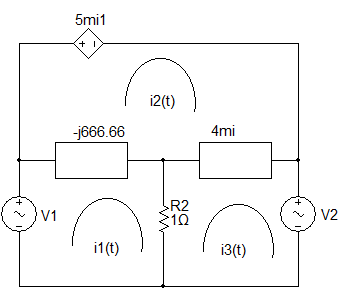 5mi1
+ -
i2(t)
-j666.66
4mi
+
V1
R2
1Ω
+
V2
-
-
i1(t)
i3(t)